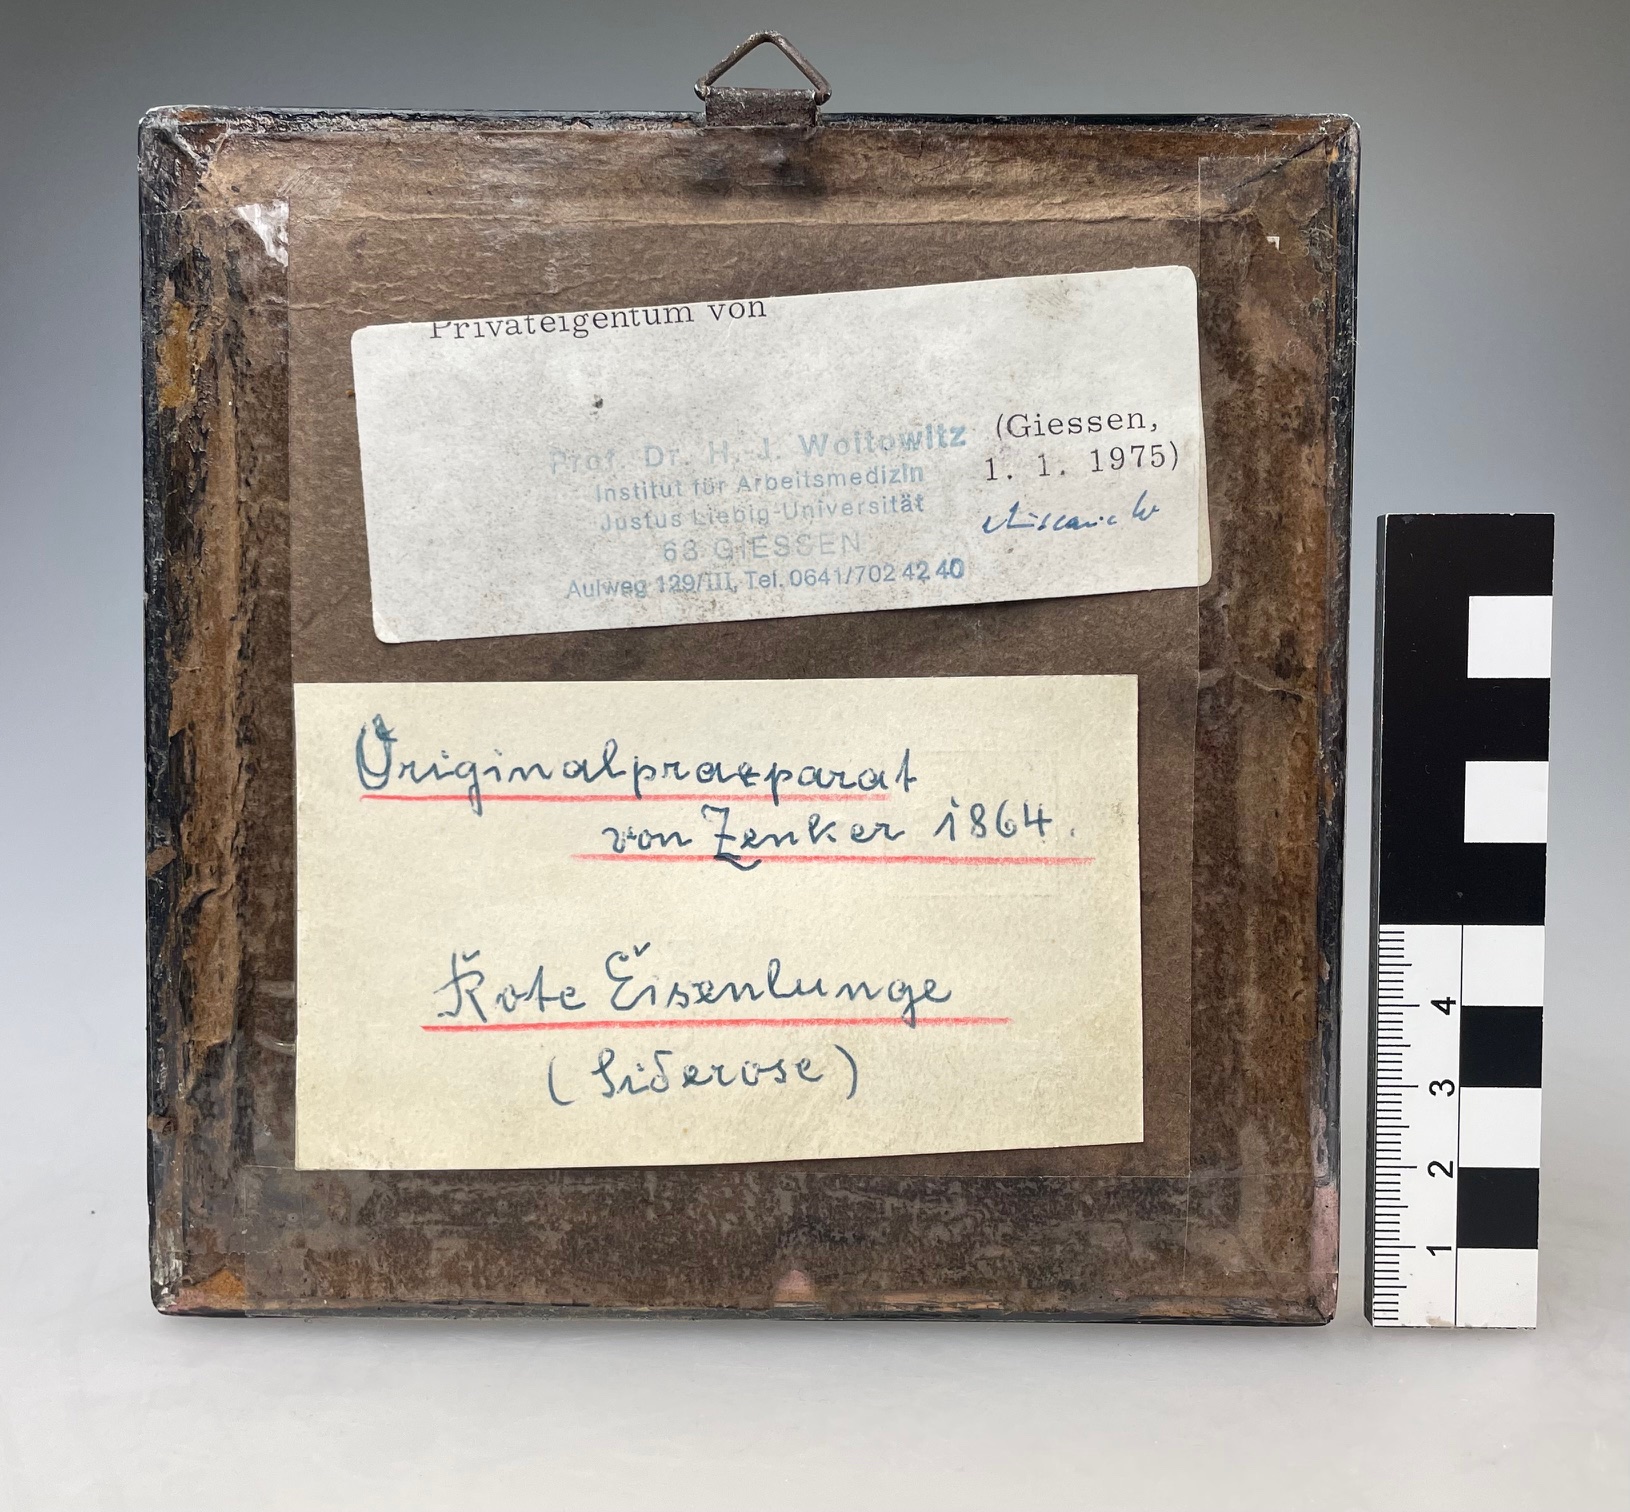 Privateigentum von
Prof. Dr. H.-J. Woitowitz
Institut für Arbeitsmedizin
Justus Liebig-Universität
63 GIESSEN
Aulweg 129/III, Tel. 0641/702 42 40
(Giessen,
1. 1. 1975)
Originalpraeparat
von Zenker 1864.
Rote Eisenlunge
(Siderose)
4
3
2
1